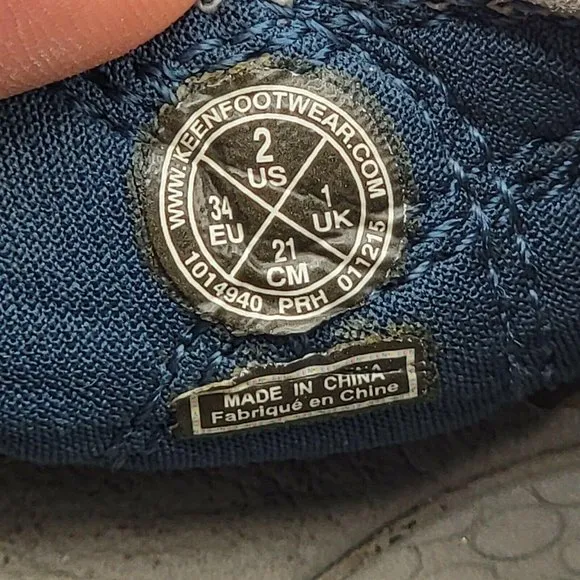 WWW.KEENFOOTWEAR.COM
2
US
34
EU
1
UK
21
CM
1014940 PRH 011215
MADE IN CHINA
Fabriqué en Chine